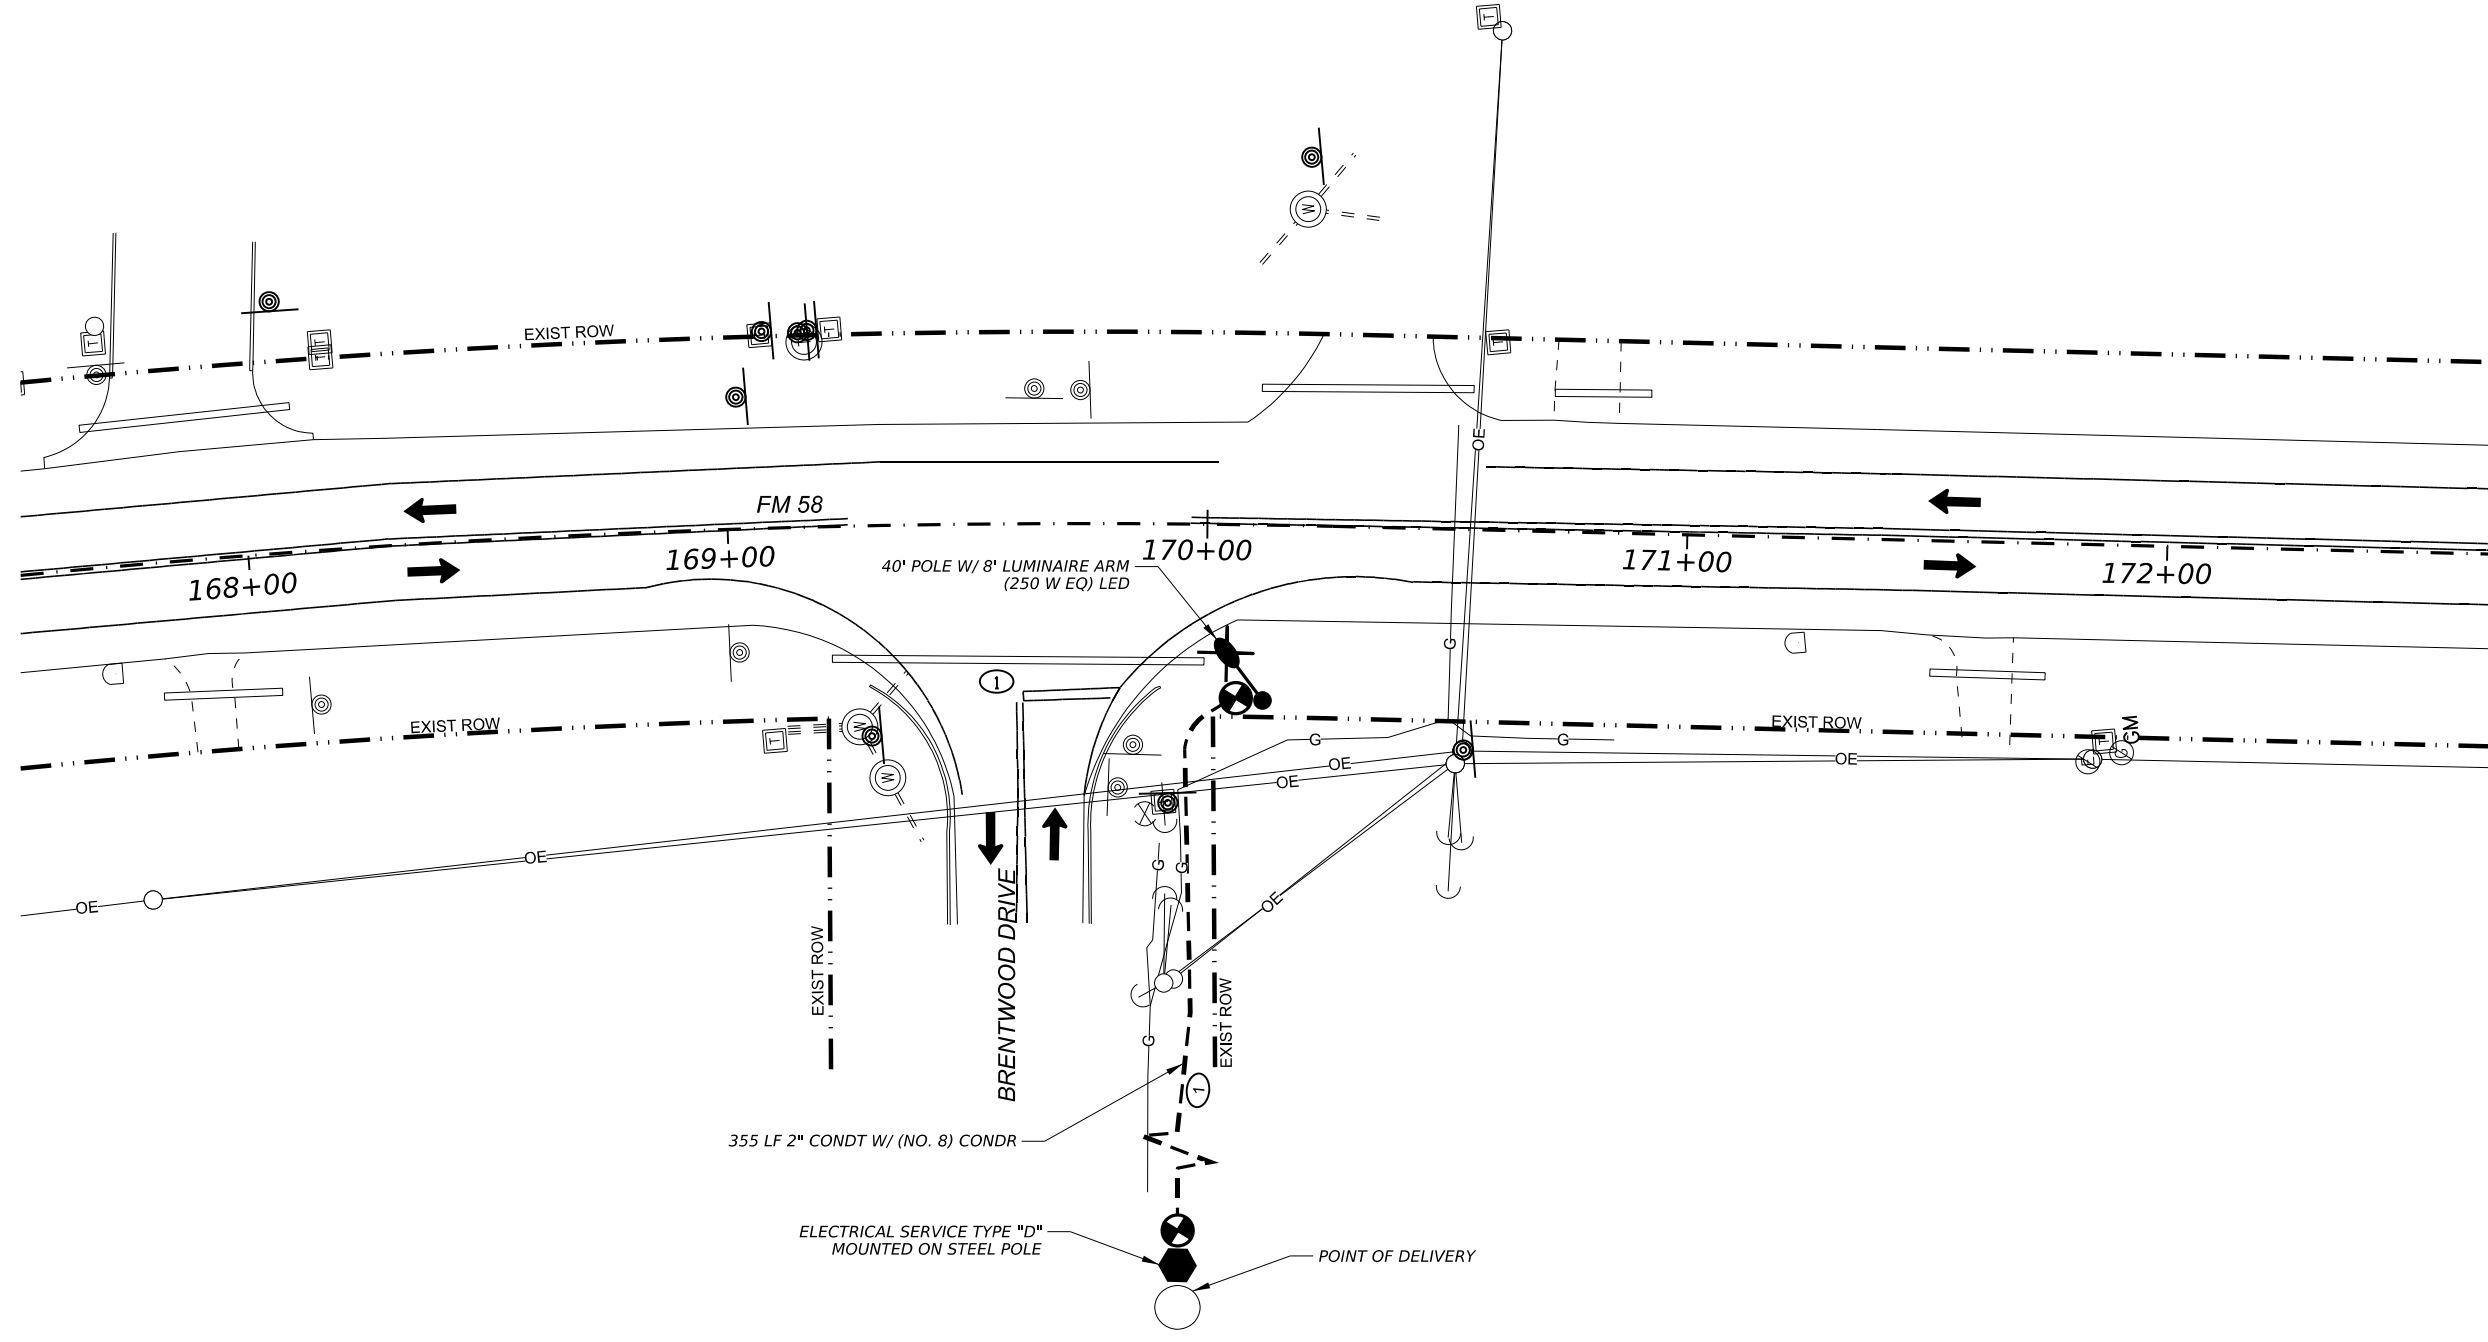 T
W
EXIST ROW
T
T
T
T
T
T
OE
FM 58
168+00
169+00
170+00
171+00
172+00
40' POLE W/ 8' LUMINAIRE ARM
(250 W EQ) LED
G
1
EXIST ROW
EXIST ROW
T
W
W
G
G
T
GM
OE
OE
OE
OE
OE
G
G
OE
BRENTWOOD DRIVE
EXIST ROW
EXIST ROW
G
1
355 LF 2" CONDT W/ (NO. 8) CONDR
ELECTRICAL SERVICE TYPE "D"
MOUNTED ON STEEL POLE
POINT OF DELIVERY